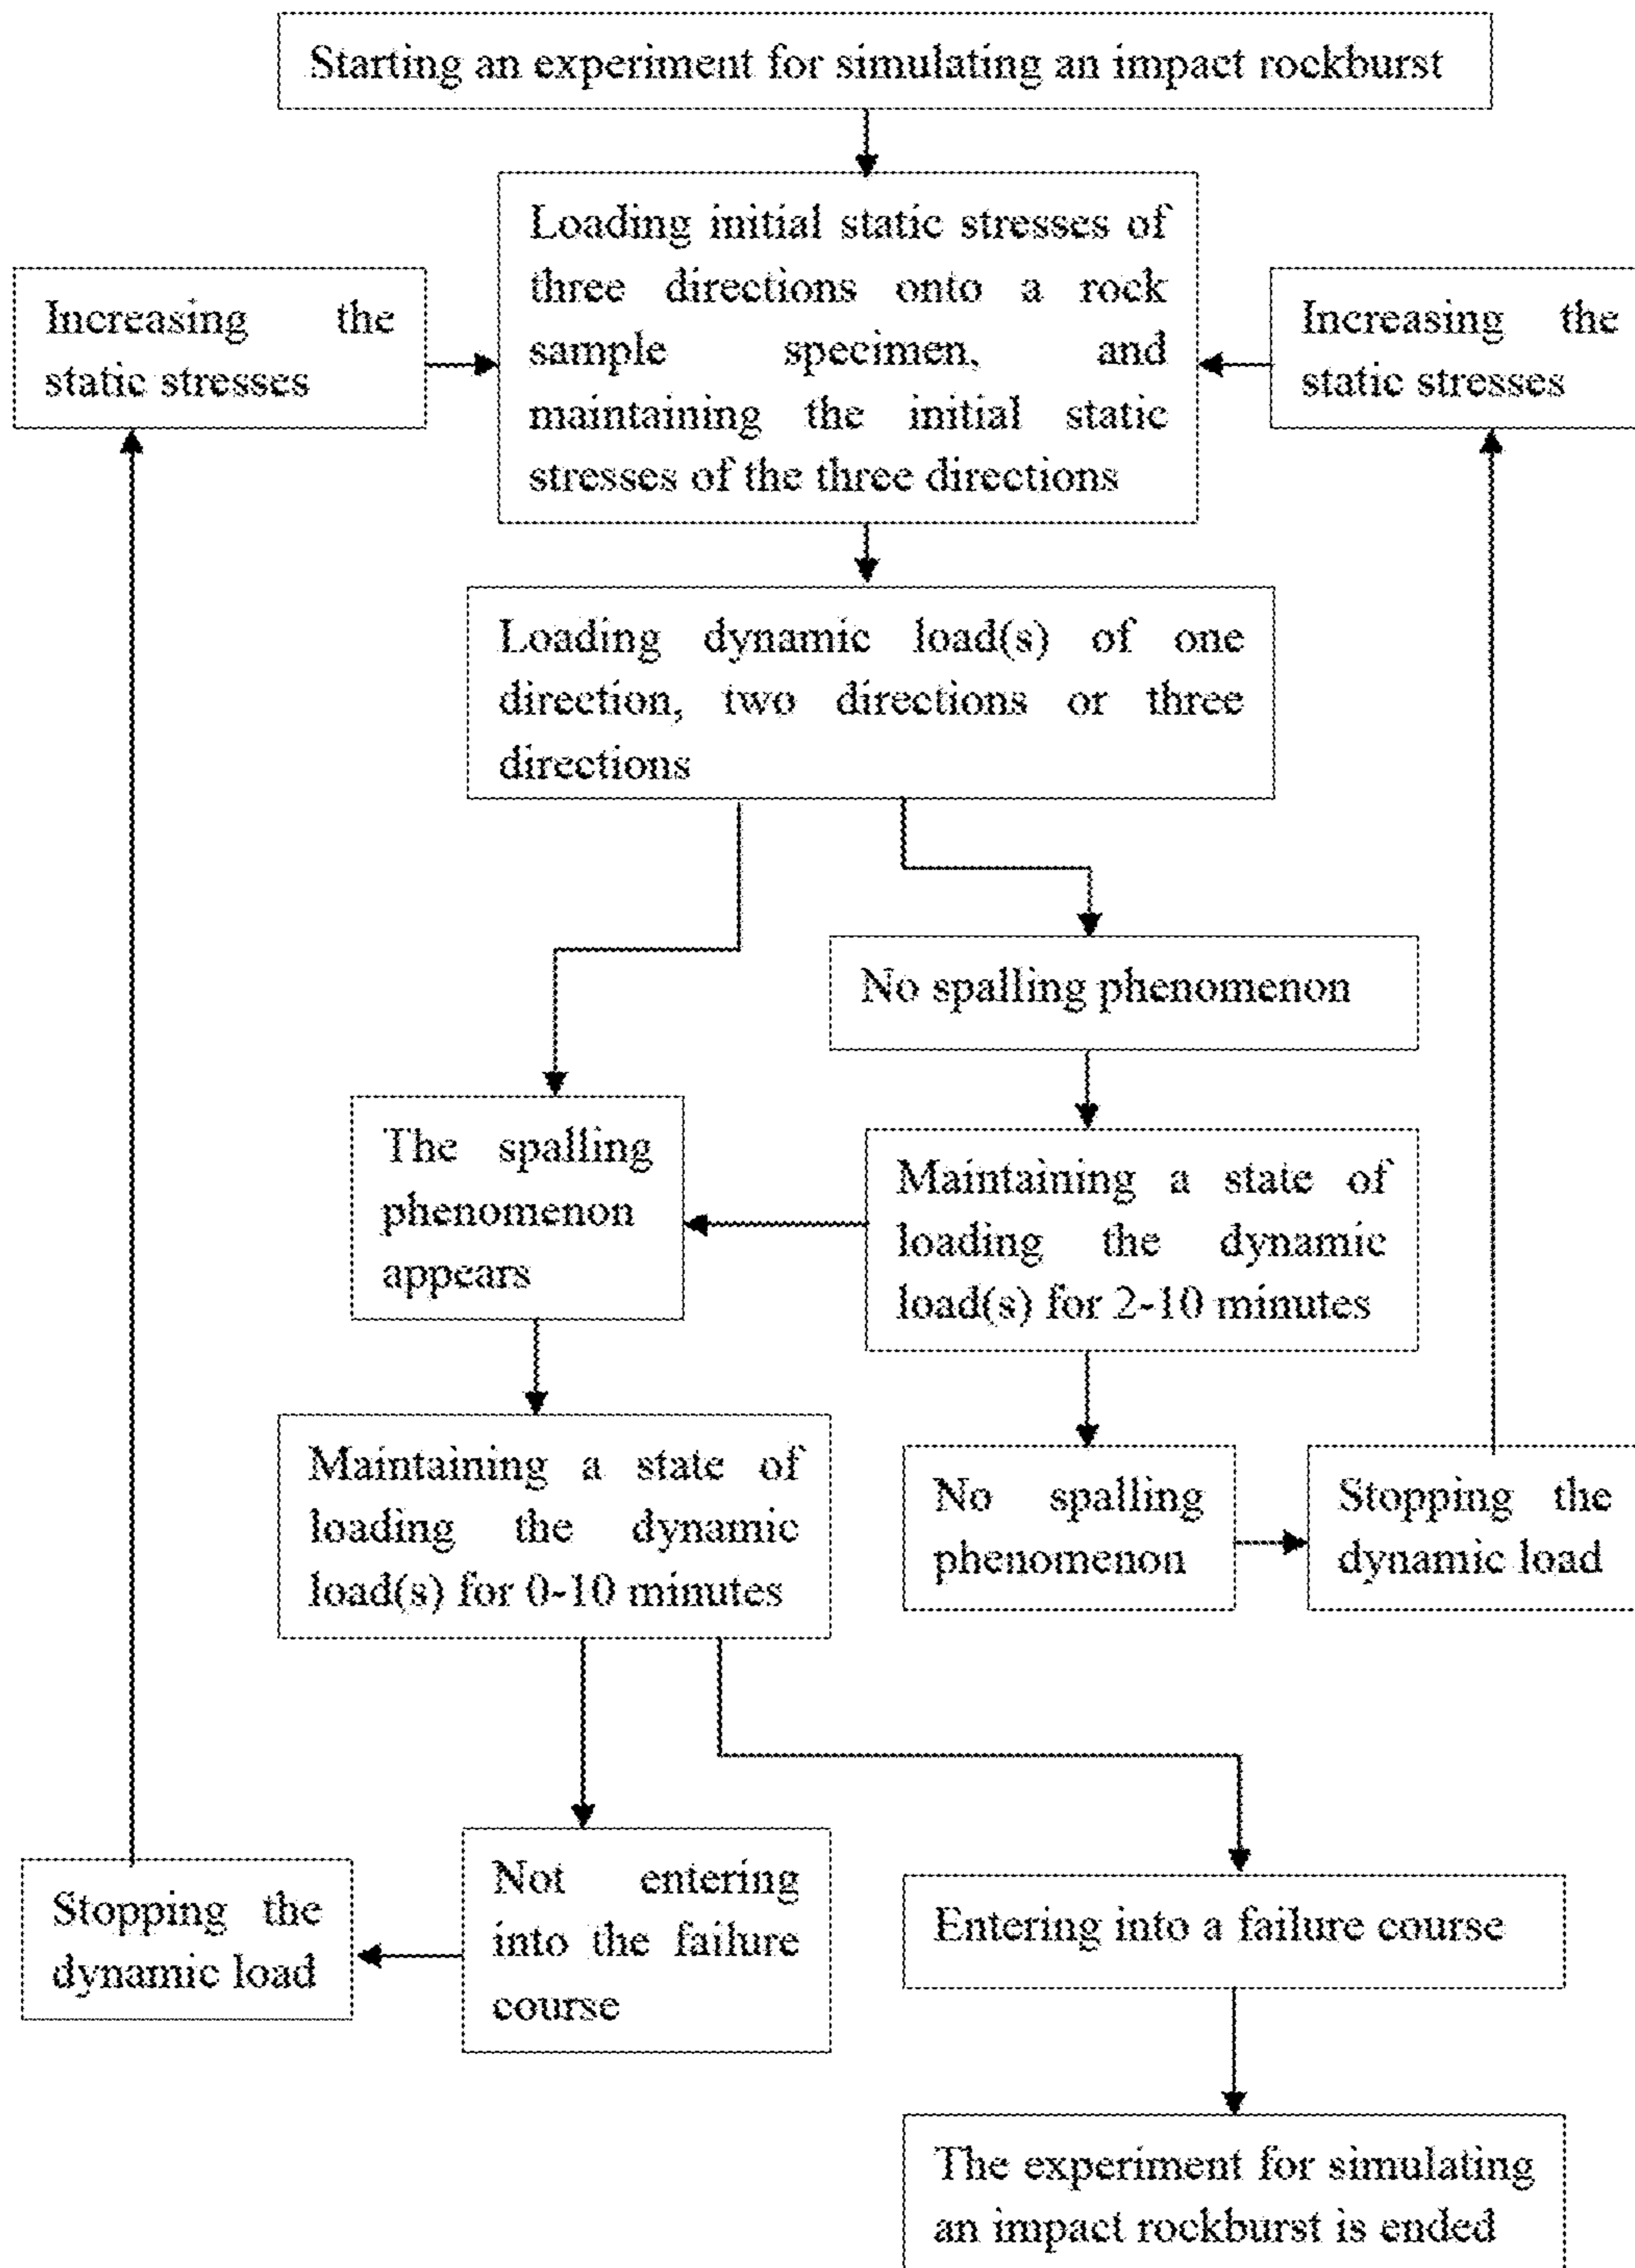 Starting an experiment for simulating an impact rockburst
Loading initial static stresses of
three directions onto a rock
sample specimen, and
maintaining the initial static
stresses of the three directions
Increasing the
static stresses
Increasing the
static stresses
Loading dynamic load(s) of one
direction, two directions or three
directions
No spalling phenomenon
The spalling
phenomenon
appears
Maintaining a state of
loading the dynamic
load(s) for 2-10 minutes
Maintaining a state of
loading the dynamic
load(s) for 0-10 minutes
No spalling
phenomenon
Stopping the
dynamic load
Stopping the
dynamic load
Not entering
into the failure
course
Entering into a failure course
The experiment for simulating
an impact rockburst is ended